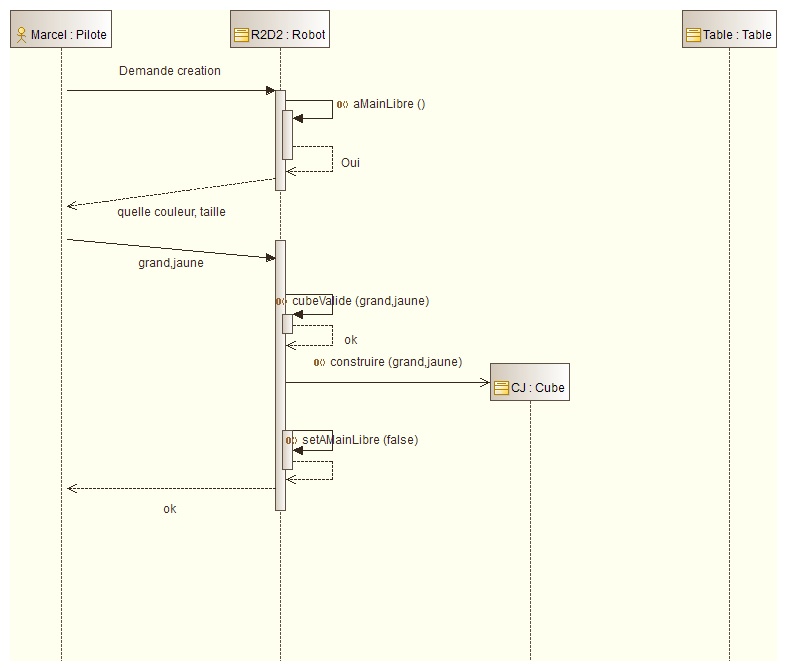 Marcel : Pilote
R2D2 : Robot
Table : Table
Demande creation
aMainLibre ()
Oui
quelle couleur, taille
grand,jaune
cubeValide (grand,jaune)
ok
construire (grand,jaune)
CJ : Cube
setAMainLibre (false)
ok